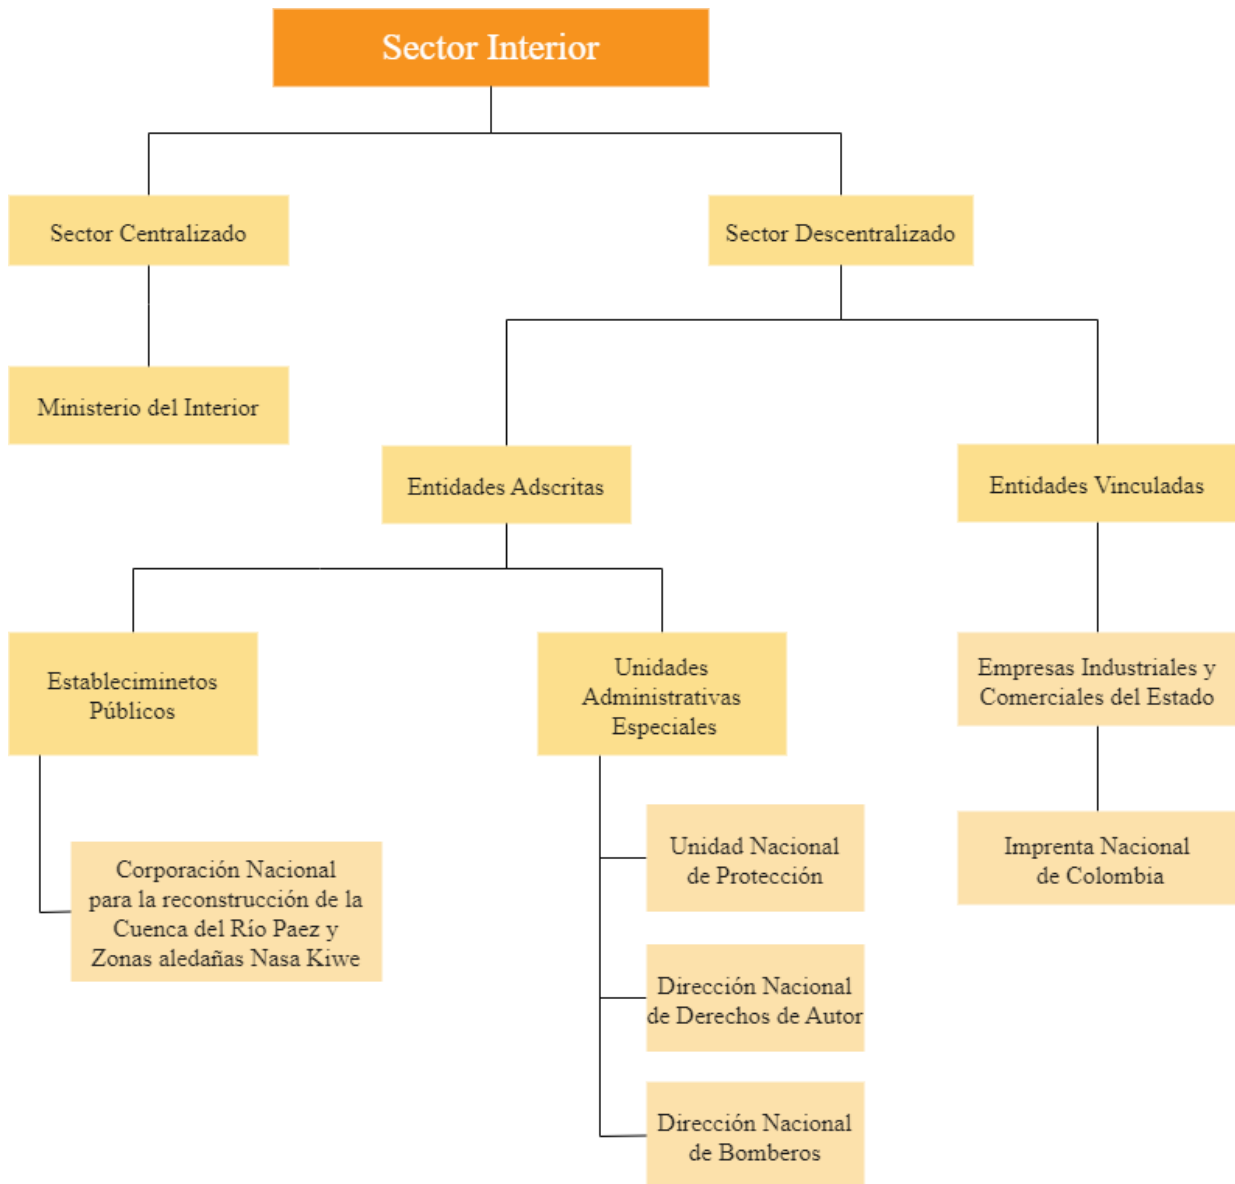 Sector Interior
Sector Centralizado
Sector Descentralizado
Ministerio del Interior
Entidades Adscritas
Entidades Vinculadas
Estableciminetos
Públicos
Unidades
Administrativas
Especiales
Empresas Industriales y
Comerciales del Estado
Corporación Nacional
para la reconstrucción de la
Cuenca del Río Paez y
Zonas aledañas Nasa Kiwe
Unidad Nacional
de Protección
Imprenta Nacional
de Colombia
Dirección Nacional
de Derechos de Autor
Dirección Nacional
de Bomberos